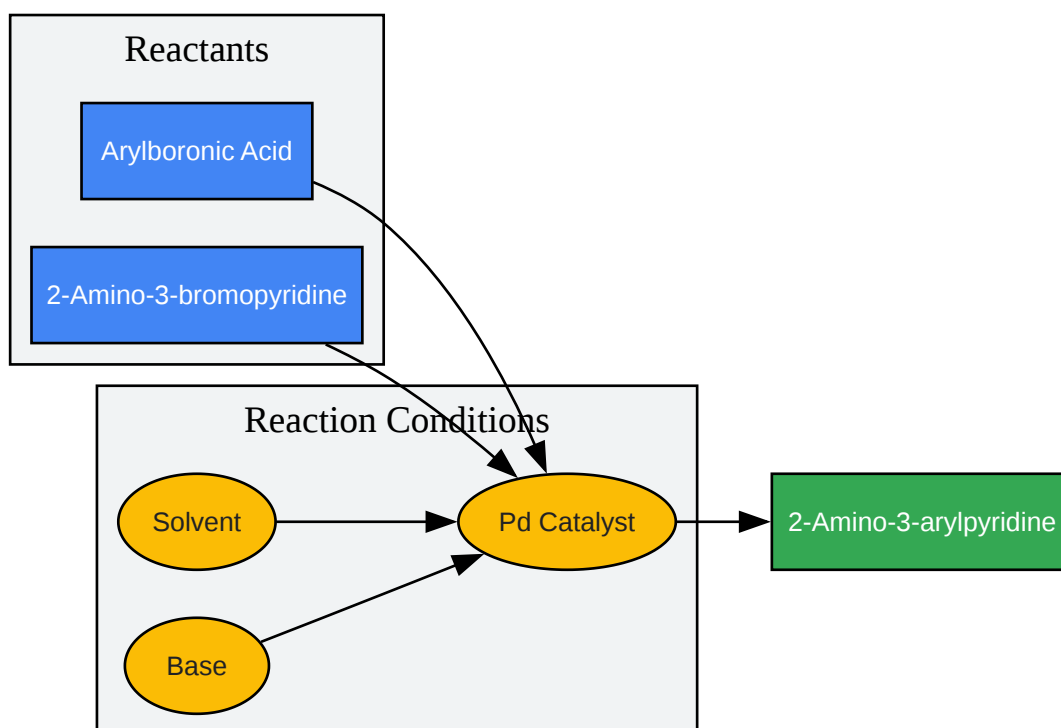 Reactants
Arylboronic Acid
2-Amino-3-bromopyridine
Reaction Conditions
Solvent
Pd Catalyst
2-Amino-3-arylpyridine
Base